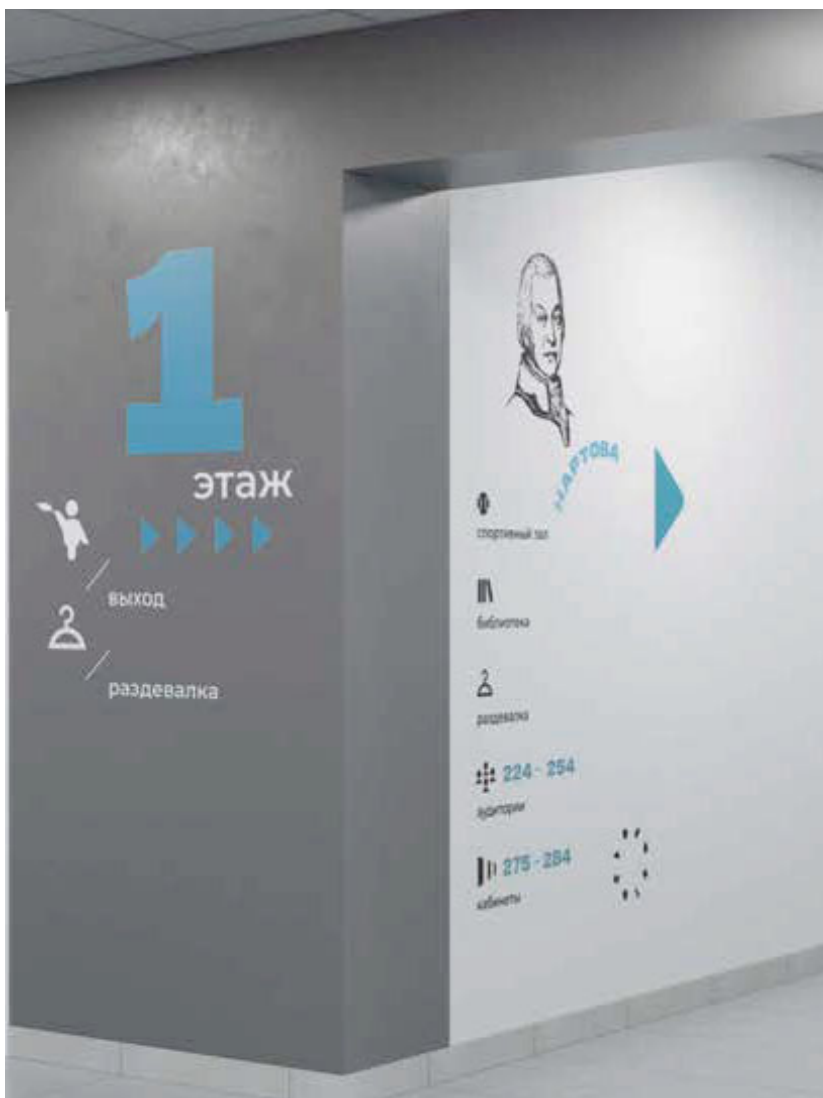 1
этаж
выход
раздевалка
НАРТОВА
спортивный зал
библиотека
раздевалка
224 - 254
аудитории
275 - 284
кабинеты